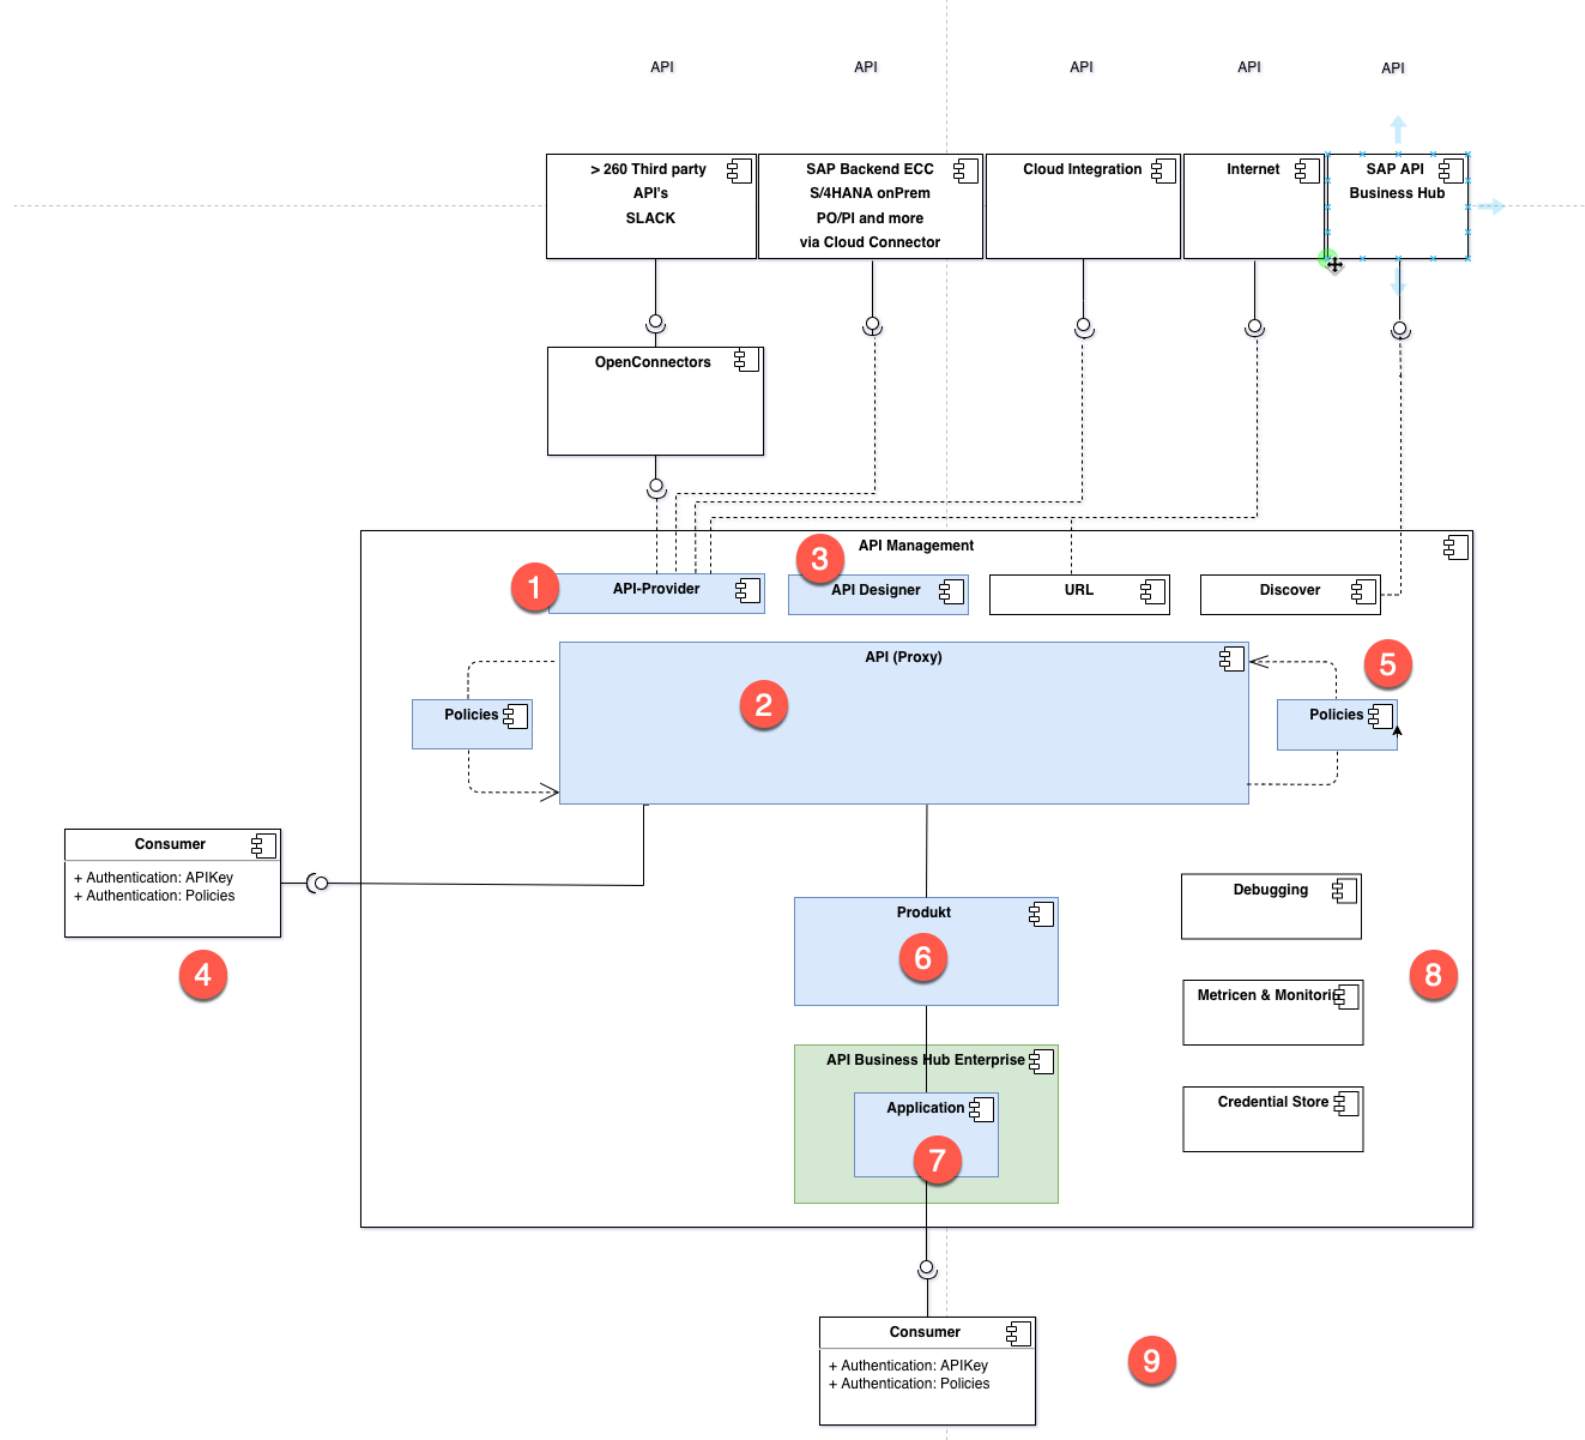 API
API
API
API
API
> 260 Third party
API's
SLACK
SAP Backend ECC
S/4HANA onPrem
PO/PI and more
via Cloud Connector
Cloud Integration
Internet
SAP API
Business Hub
OpenConnectors
API Management
1
API-Provider
3
API Designer
URL
Discover
API (Proxy)
2
5
Policies
Policies
Consumer
+ Authentication: APIKey
+ Authentication: Policies
4
Produkt
6
Debugging
8
Metricen & Monitorin
API Business Hub Enterprise
Application
7
Credential Store
Consumer
+ Authentication: APIKey
+ Authentication: Policies
9